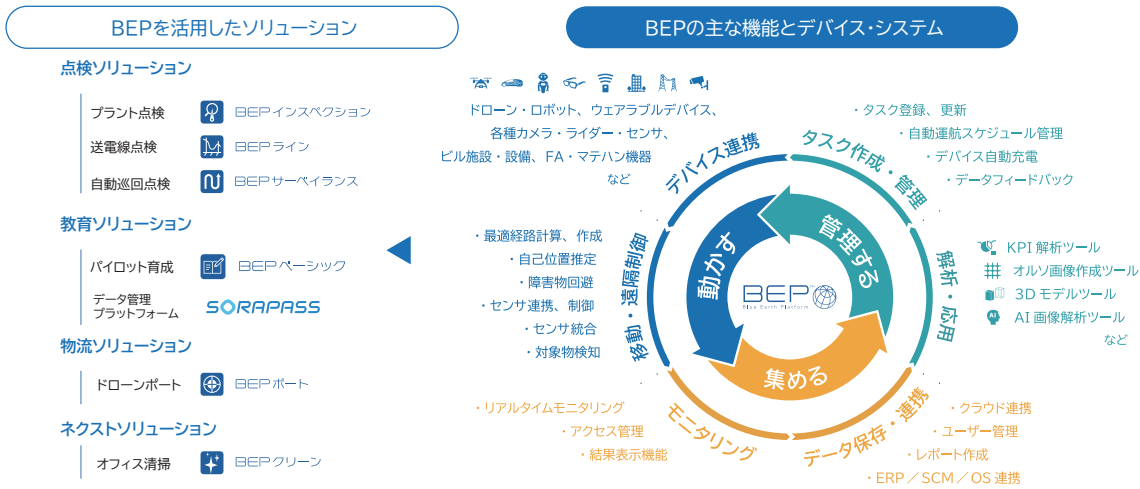 BEPを活用したソリューション
点検ソリューション
プラント点検 BEPインスペクション
送電線点検 BEPライン
自動巡回点検 BEPサーベイランス
教育ソリューション
パイロット育成 BEPベーシック
データ管理
プラットフォーム SORAPASS
物流ソリューション
ドローンポート BEPポート
ネクストソリューション
オフィス清掃 BEPクリーン
BEPの主な機能とデバイス・システム
ドローン・ロボット、ウェアラブルデバイス、
各種カメラ・ライダー・センサ、
ビル施設・設備、FA・マテハン機器
など
デバイス連携
タスク作成・管理
・タスク登録、更新
・自動運航スケジュール管理
・デバイス自動充電
・データフィードバック
移動・遠隔制御
・最適経路計算、作成
・自己位置推定
・障害物回避
・センサ連携、制御
・センサ統合
・対象物検知
動かす
管理する
集める
BEP
Blue Earth Platform
解析・応用
KPI 解析ツール
オルソ画像作成ツール
3D モデルツール
AI
AI 画像解析ツール
など
モニタリング
・リアルタイムモニタリング
・アクセス管理
・結果表示機能
データ保存・連携
・クラウド連携
・ユーザー管理
・レポート作成
・ERP／SCM／OS 連携